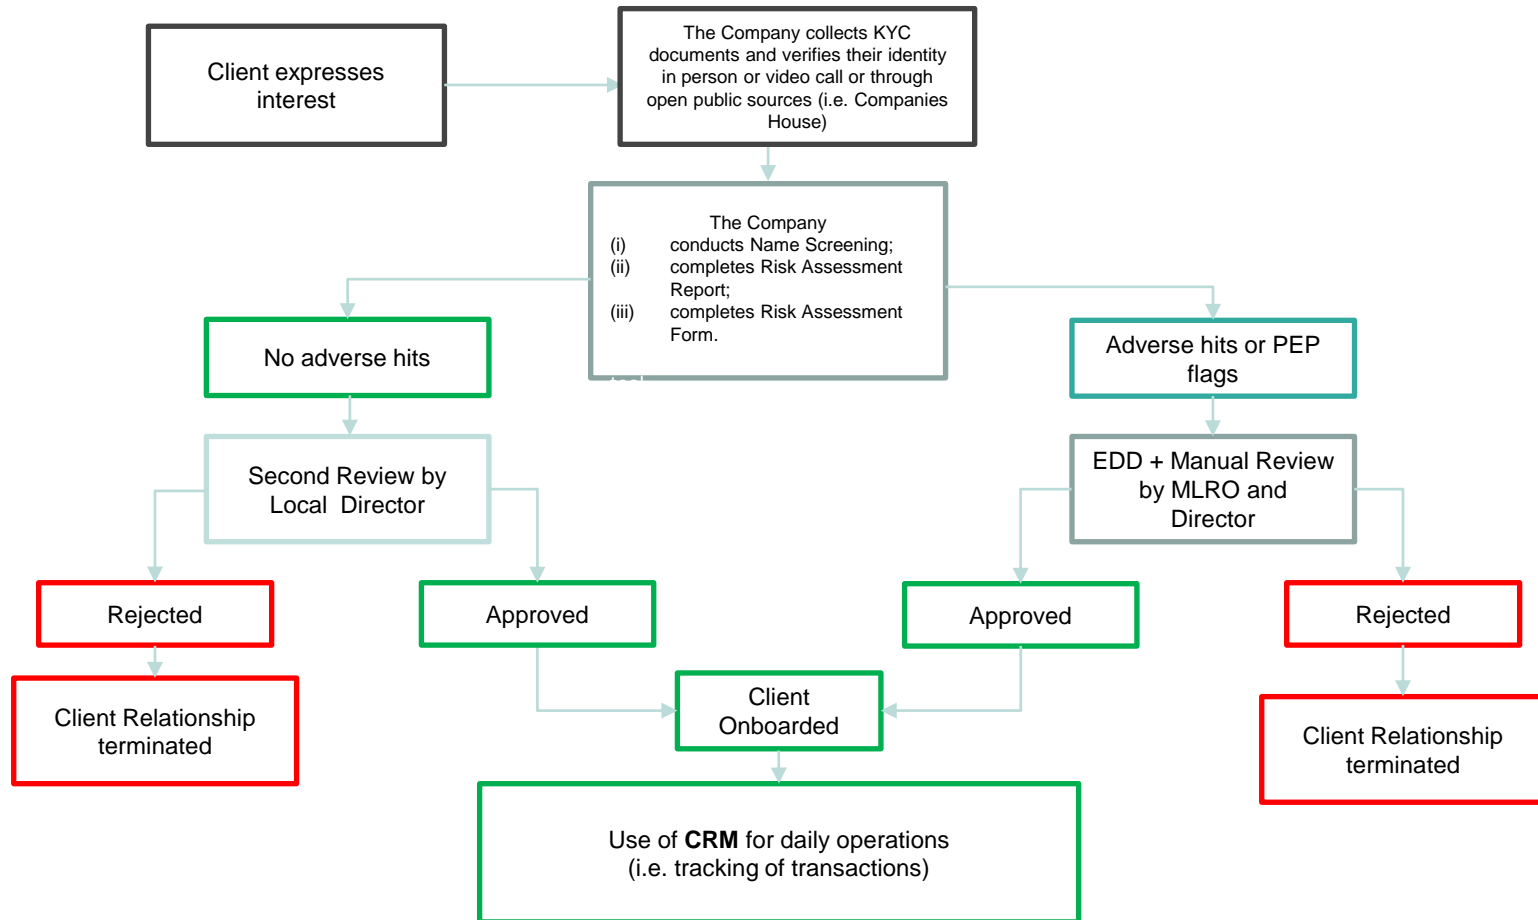 Client expresses
interest
The Company collects KYC
documents and verifies their identity
in person or video call or through
open public sources (i.e. Companies
House)
The Company
(i) conducts Name Screening;
(ii) completes Risk Assessment
Report;
(iii) completes Risk Assessment
Form.
No adverse hits
Adverse hits or PEP
flags
Second Review by
Local Director
EDD + Manual Review
by MLRO and
Director
Rejected
Approved
Approved
Rejected
Client Relationship
terminated
Client
Onboarded
Client Relationship
terminated
Use of CRM for daily operations
(i.e. tracking of transactions)